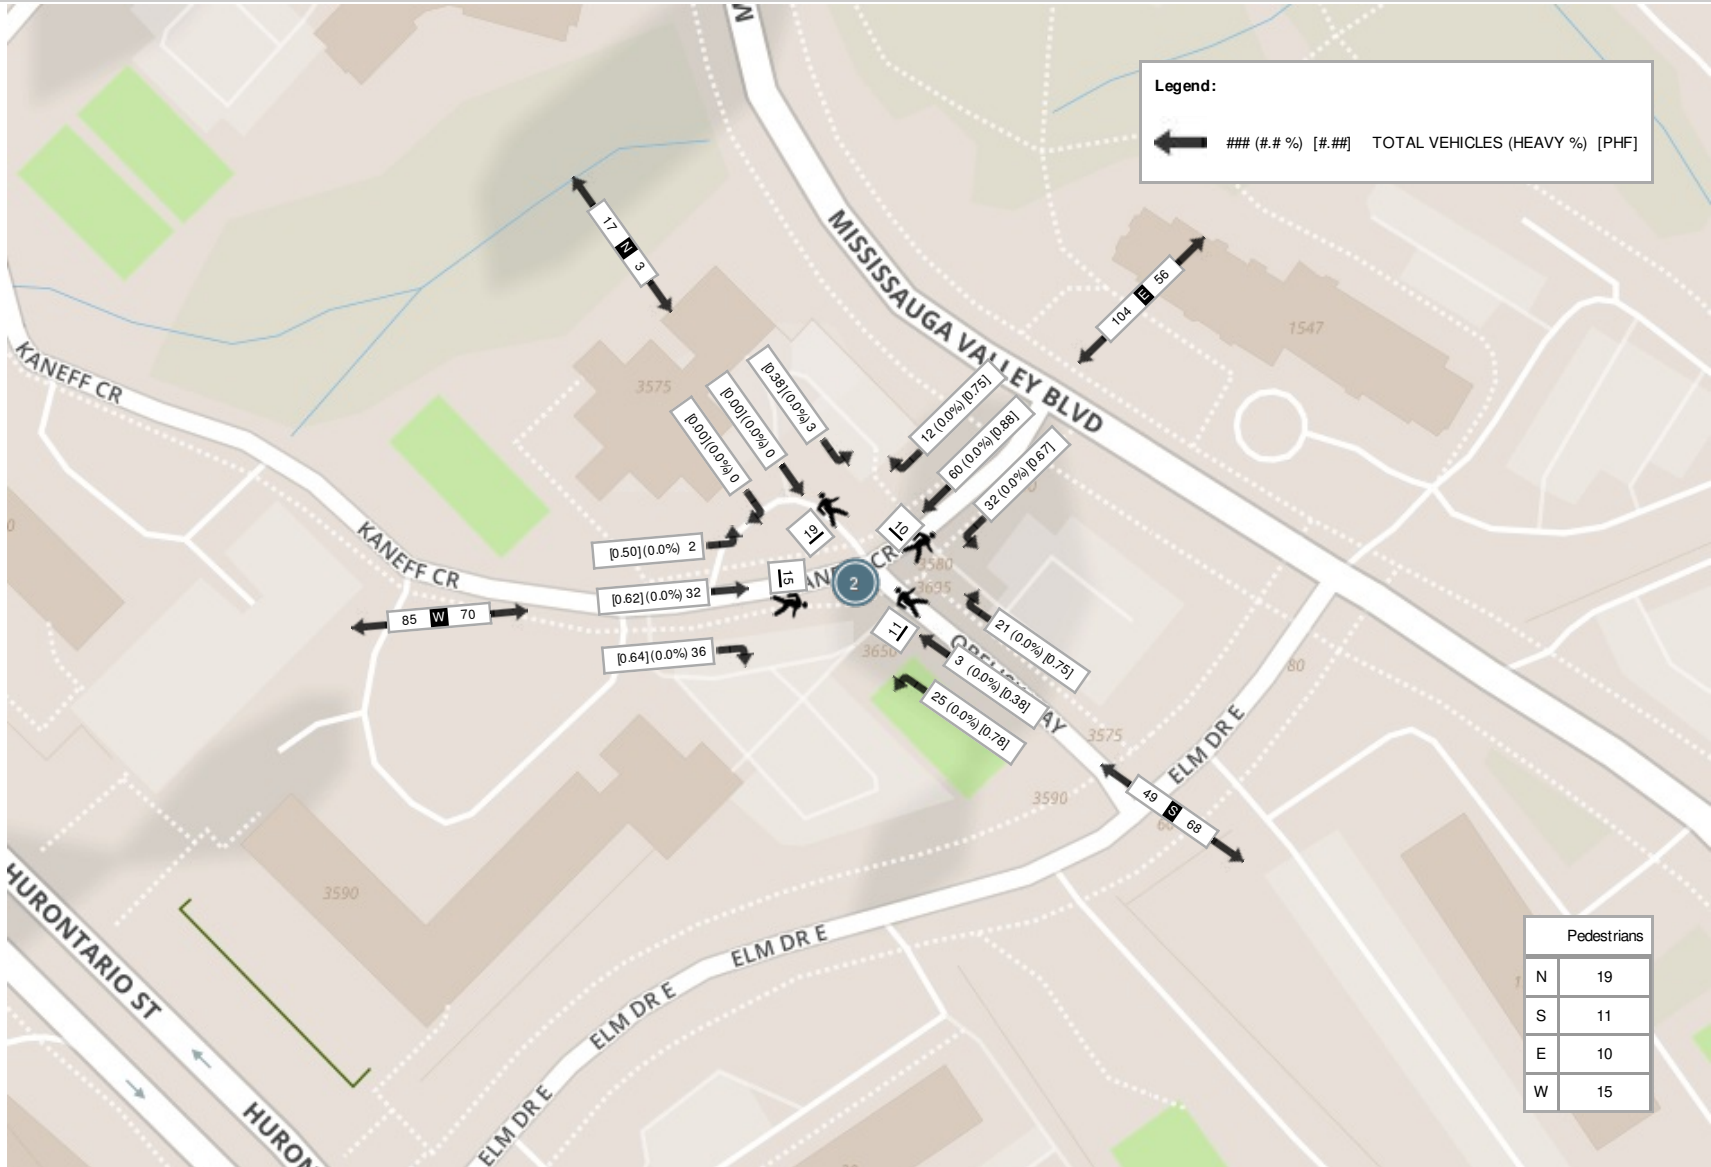 Legend:
### (#.# %) [#.##] TOTAL VEHICLES (HEAVY %) [PHF]
MISSISSAUGA VALLEY BLVD
17 N 3
104 E 56
1547
KANEFF CR
3575
[0.38] (0.0%) 3
[0.00] (0.0%) 0
[0.00] (0.0%) 0
12 (0.0%) [0.75]
60 (0.0%) [0.88]
32 (0.0%) [0.67]
KANEFF CR
19
10
[0.50] (0.0%) 2
15
2
CR
3580
3695
[0.62] (0.0%) 32
85 W 70
[0.64] (0.0%) 36
11
3650
21 (0.0%) [0.75]
3 (0.0%) [0.38]
25 (0.0%) [0.78]
80
3575
ELM DR E
49 S 68
3590
3590
HURONTARIO ST
ELM DR E
ELM DR E
ELM DR E
HURON
Pedestrians
N 19
S 11
E 10
W 15